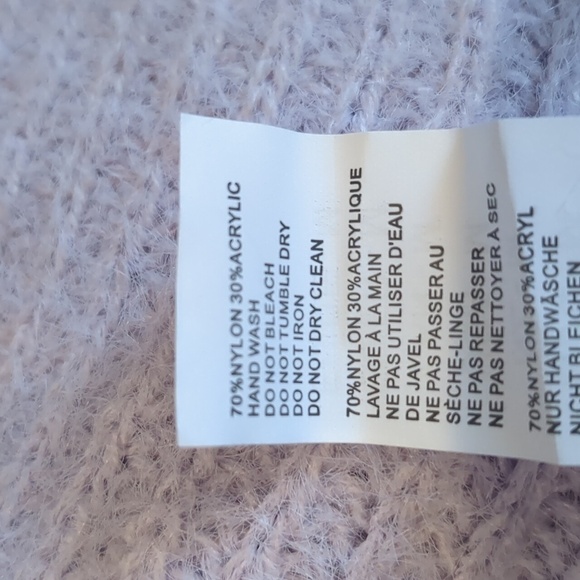 70%NYLON 30%ACRYLIC
HAND WASH
DO NOT BLEACH
DO NOT TUMBLE DRY
DO NOT IRON
DO NOT DRY CLEAN
70%NYLON 30%ACRYLIQUE
LAVAGE À LA MAIN
NE PAS UTILISER D'EAU
DE JAVEL
NE PAS PASSER AU
SÈCHE-LINGE
NE PAS REPASSER
NE PAS NETTOYER À SEC
70%NYLON 30%ACRYL
NUR HANDWÄSCHE
NICHT BLEICHEN